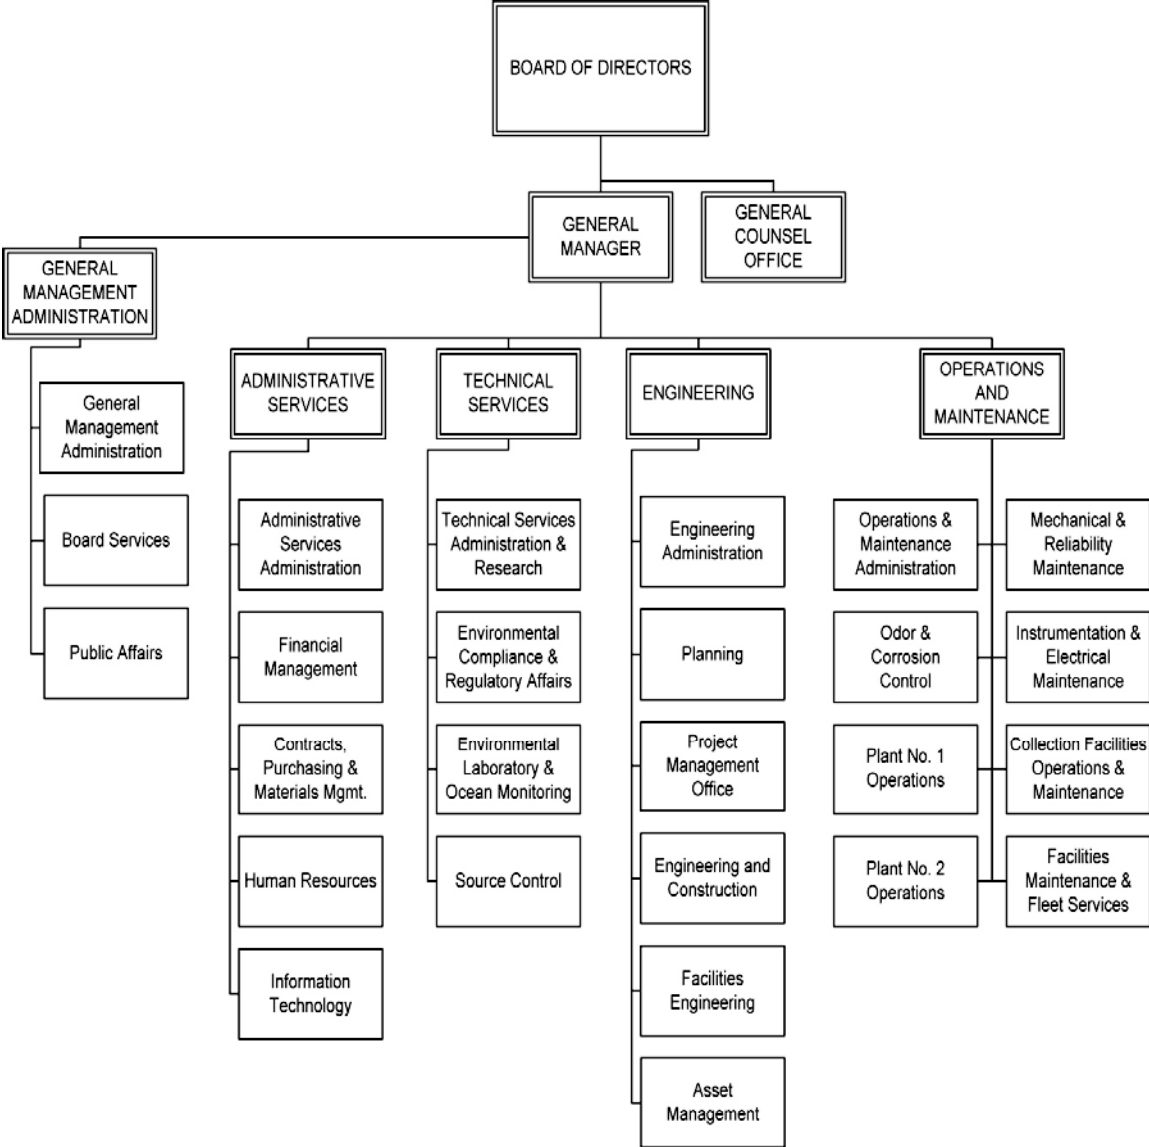 BOARD OF DIRECTORS
GENERAL
MANAGER
GENERAL
COUNSEL
OFFICE
GENERAL
MANAGEMENT
ADMINISTRATION
General
Management
Administration
Board Services
Public Affairs
ADMINISTRATIVE
SERVICES
Administrative
Services
Administration
Financial
Management
Contracts,
Purchasing &
Materials Mgmt.
Human Resources
Information
Technology
TECHNICAL
SERVICES
Technical Services
Administration &
Research
Environmental
Compliance &
Regulatory Affairs
Environmental
Laboratory &
Ocean Monitoring
Source Control
ENGINEERING
Engineering
Administration
Planning
Project
Management
Office
Engineering and
Construction
Facilities
Engineering
Asset
Management
OPERATIONS
AND
MAINTENANCE
Operations &
Maintenance
Administration
Odor &
Corrosion
Control
Plant No. 1
Operations
Plant No. 2
Operations
Mechanical &
Reliability
Maintenance
Instrumentation &
Electrical
Maintenance
Collection Facilities
Operations &
Maintenance
Facilities
Maintenance &
Fleet Services